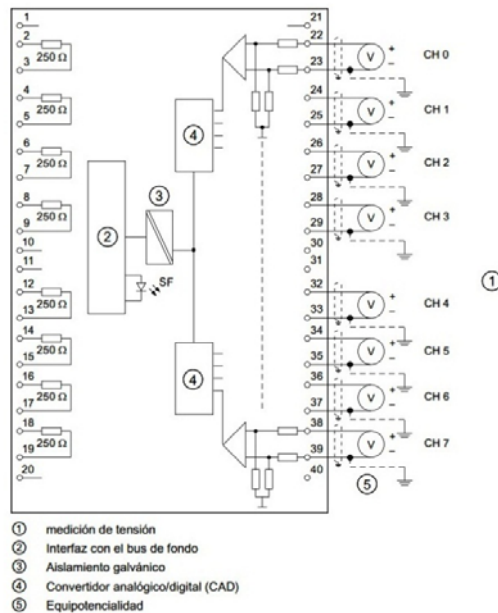 1 21
2 22
250 Ω V + CH 0
3 23 −
4 24
250 Ω V + CH 1
5 4 25 −
6 26
250 Ω V + CH 2
7 3 27 −
8 28
250 Ω 2 V + CH 3
9 29 −
10 30
11 SF 31 1
12 32
250 Ω V + CH 4
13 33 −
14 34
250 Ω 4 V + CH 5
15 35 −
16 36
250 Ω V + CH 6
17 37 −
18 38
250 Ω V + CH 7
19 39 −
20 40 5
① medición de tensión
② Interfaz con el bus de fondo
③ Aislamiento galvánico
④ Convertidor analógico/digital (CAD)
⑤ Equipotencialidad